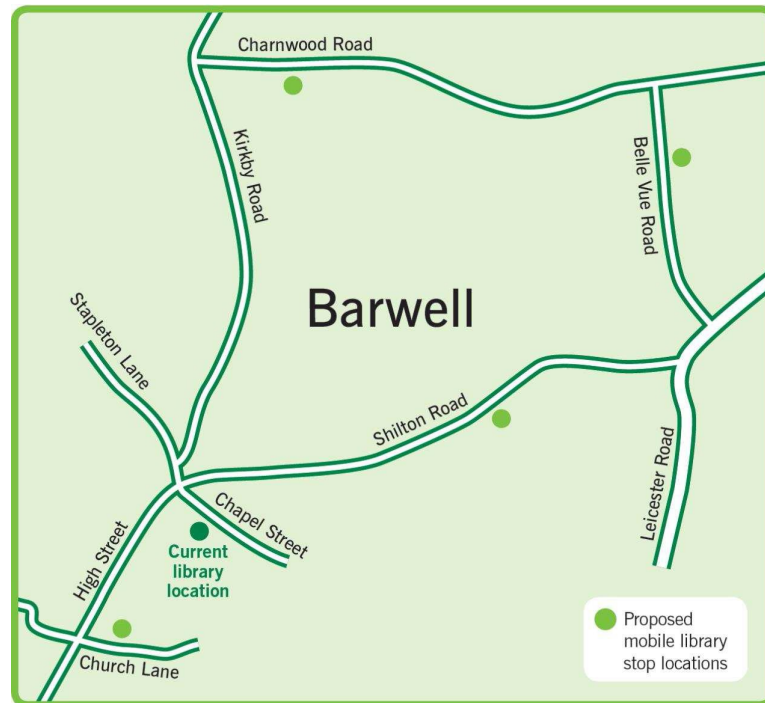 Charnwood Road
Kirkby Road
Belle Vue Road
Barwell
Stapleton Lane
Shilton Road
Leicester Road
Chapel Street
High Street
Current
library
location
Church Lane
Proposed
mobile library
stop locations